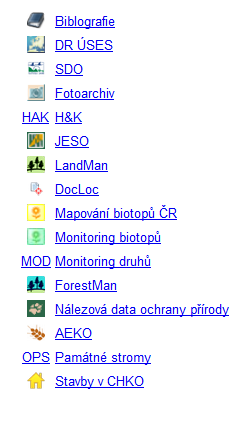 Biblografie
DR ÚSES
SDO
Fotoarchiv
HAK H&K
JESO
LandMan
DocLoc
Mapování biotopů ČR
Monitoring biotopů
MOD Monitoring druhů
ForestMan
Nálezová data ochrany přírody
AEKO
OPS Památné stromy
Stavby v CHKO